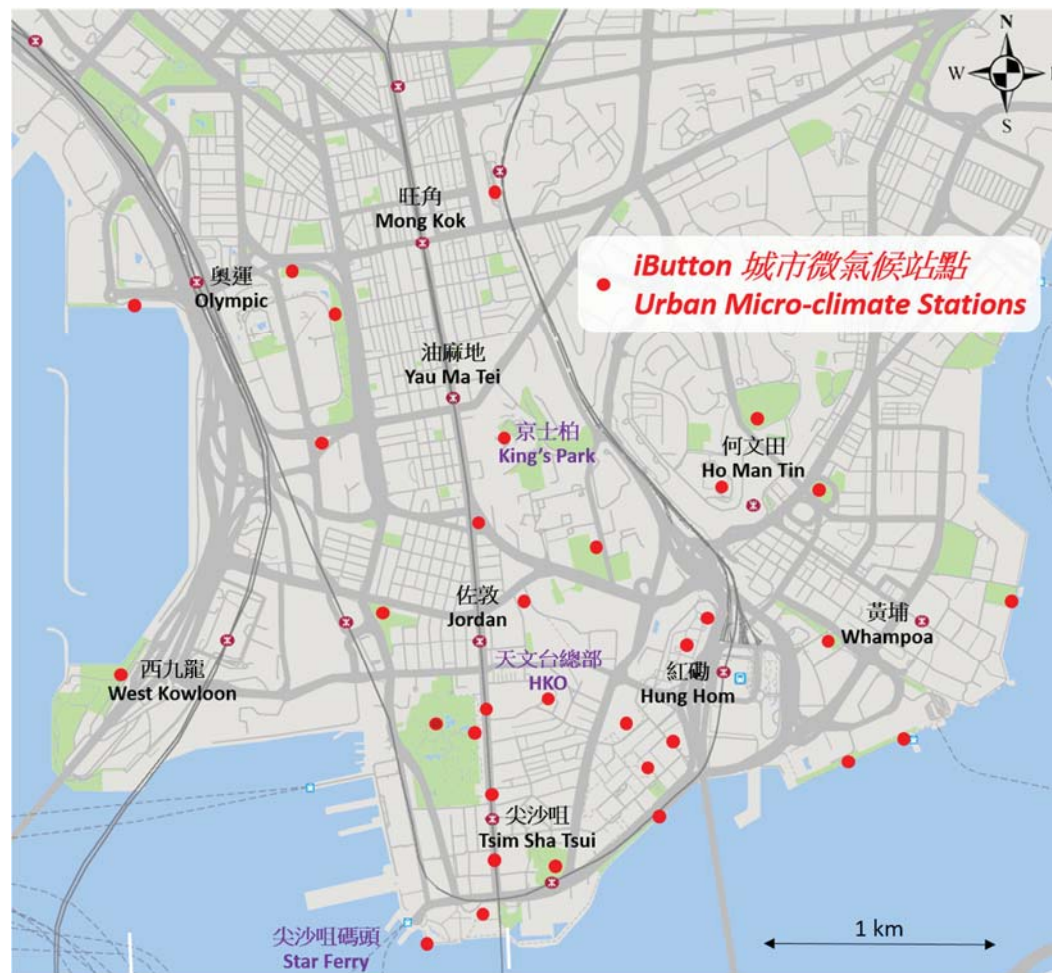 N
W
S
旺角
Mong Kok
奧運
Olympic
iButton 城市微氣候站點
Urban Micro-climate Stations
油麻地
Yau Ma Tei
京士柏
King's Park
何文田
Ho Man Tin
佐敦
Jordan
天文台總部
HKO
紅磡
Hung Hom
黃埔
Whampoa
西九龍
West Kowloon
尖沙咀
Tsim Sha Tsui
尖沙咀碼頭
Star Ferry
1 km